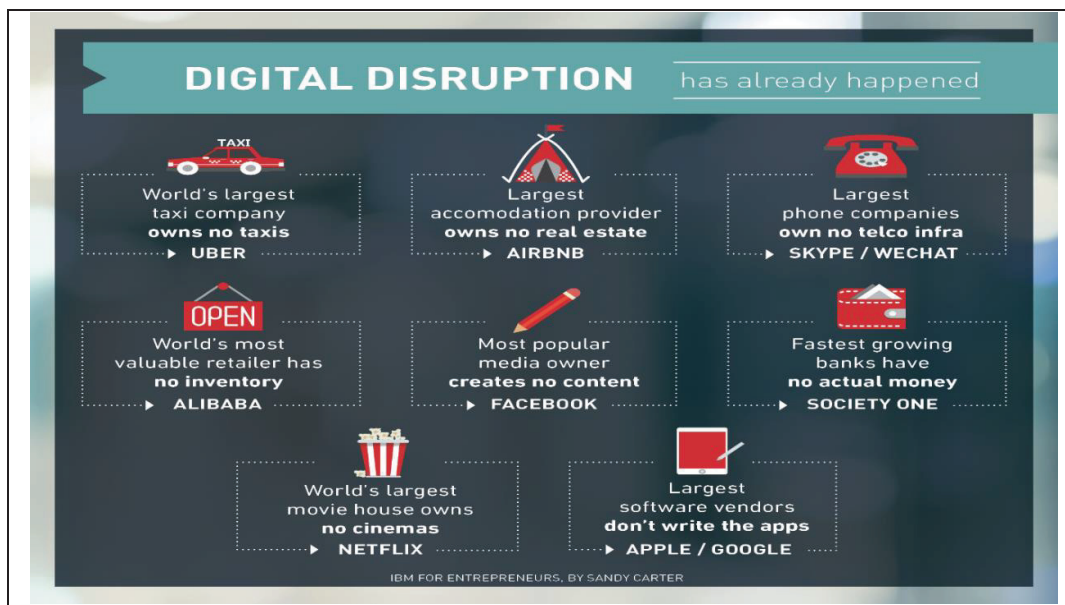 DIGITAL DISRUPTION has already happened
TAXI
World's largest
taxi company
owns no taxis
UBER
Largest
accomodation provider
owns no real estate
AIRBNB
Largest
phone companies
own no telco infra
SKYPE / WECHAT
OPEN
World's most
valuable retailer has
no inventory
ALIBABA
Most popular
media owner
creates no content
FACEBOOK
Fastest growing
banks have
no actual money
SOCIETY ONE
World's largest
movie house owns
no cinemas
NETFLIX
Largest
software vendors
don't write the apps
APPLE / GOOGLE
IBM FOR ENTREPRENEURS, BY SANDY CARTER